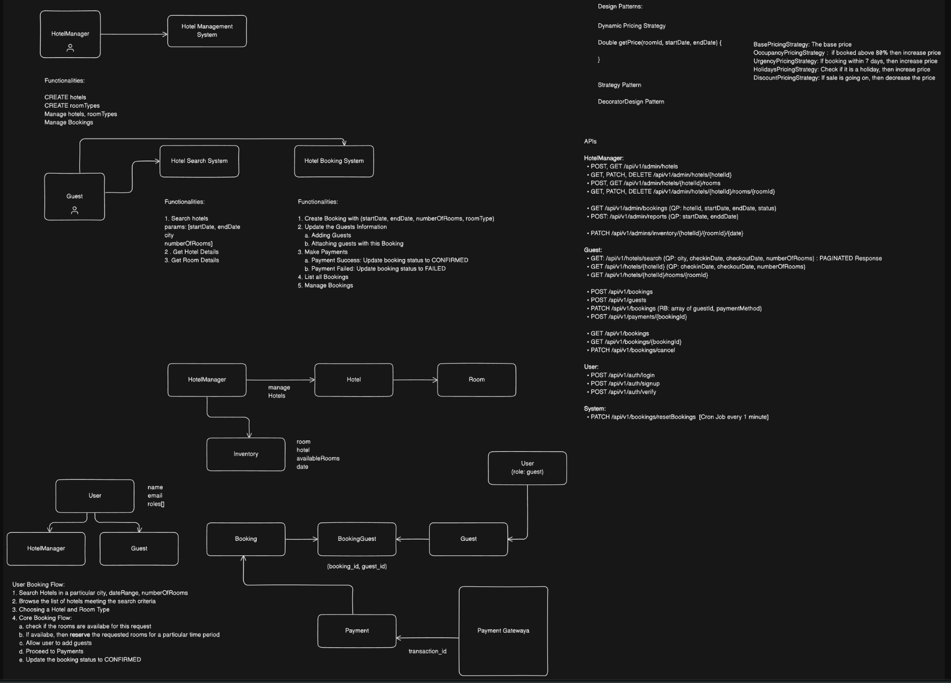 HotelManager
Hotel Management
System
Functionalities:
CREATE hotels
CREATE roomTypes
Manage hotels, roomTypes
Manage Bookings
Guest
Hotel Search System
Hotel Booking System
Functionalities:
1. Search hotels
params: [startDate, endDate
city
numberOfRooms]
2 . Get Hotel Details
3. Get Room Details
Functionalities:
1. Create Booking with (startDate, endDate, numberOfRooms, roomType)
2. Update the Guests Information
a. Adding Guests
b. Attaching guests with this Booking
3. Make Payments
a. Payment Success: Update booking status to CONFIRMED
b. Payment Failed: Update booking status to FAILED
4. List all Bookings
5. Manage Bookings
HotelManager
manage
Hotels
Hotel
Room
Inventory
room
hotel
availableRooms
date
User
(role: guest)
User
name
email
roles[]
HotelManager
Guest
Booking
BookingGuest
Guest
(booking_id, guest_id)
Payment
transaction_id
Payment Gatewaya
User Booking Flow:
1. Search Hotels in a particular city, dateRange, numberOfRooms
2. Browse the list of hotels meeting the search criteria
3. Choosing a Hotel and Room Type
4. Core Booking Flow:
a. check if the rooms are availabe for this request
b. If availabe, then reserve the requested rooms for a particular time period
c. Allow user to add guests
d. Proceed to Payments
e. Update the booking status to CONFIRMED
Design Patterns:
Dynamic Pricing Strategy
Double getPrice(roomId, startDate, endDate) {
}
Strategy Pattern
DecoratorDesign Pattern
BasePricingStrategy: The base price
OccupancyPricingStrategy : if booked above 80% then increase price
UrgencyPricingStrategy: If booking within 7 days, then increase price
HolidaysPricingStrategy: Check if it is a holiday, then increase price
DiscountPricingStrategy: If sale is going on, then decrease the price
APIs
HotelManager:
• POST, GET /api/v1/admin/hotels
• GET, PATCH, DELETE /api/v1/admin/hotels/{hotelId}
• POST, GET /api/v1/admin/hotels/{hotelId}/rooms
• GET, PATCH, DELETE /api/v1/admin/hotels/{hotelId}/rooms/{roomId}
• GET /api/v1/admin/bookings (QP: hotelId, startDate, endDate, status)
• POST: /api/v1/admin/reports (QP: startDate, enddDate)
• PATCH /api/v1/admins/inventory/{hotelId}/{roomId}/{date}
Guest:
• GET: /api/v1/hotels/search (QP: city, checkinDate, checkoutDate, numberOfRooms) : PAGINATED Response
• GET /api/v1/hotels/{hotelId} (QP: checkinDate, checkoutDate, numberOfRooms)
• GET /api/v1/hotels/{hotelId}/rooms/{roomId}
• POST /api/v1/bookings
• POST /api/v1/guests
• PATCH /api/v1/bookings (RB: array of guestId, paymentMethod)
• POST /api/v1/payments/{bookingId}
• GET /api/v1/bookings
• GET /api/v1/bookings/{bookingId}
• PATCH /api/v1/bookings/cancel
User:
• POST /api/v1/auth/login
• POST /api/v1/auth/signup
• POST /api/v1/auth/verify
System:
• PATCH /api/v1/bookings/resetBookings [Cron Job every 1 minute]